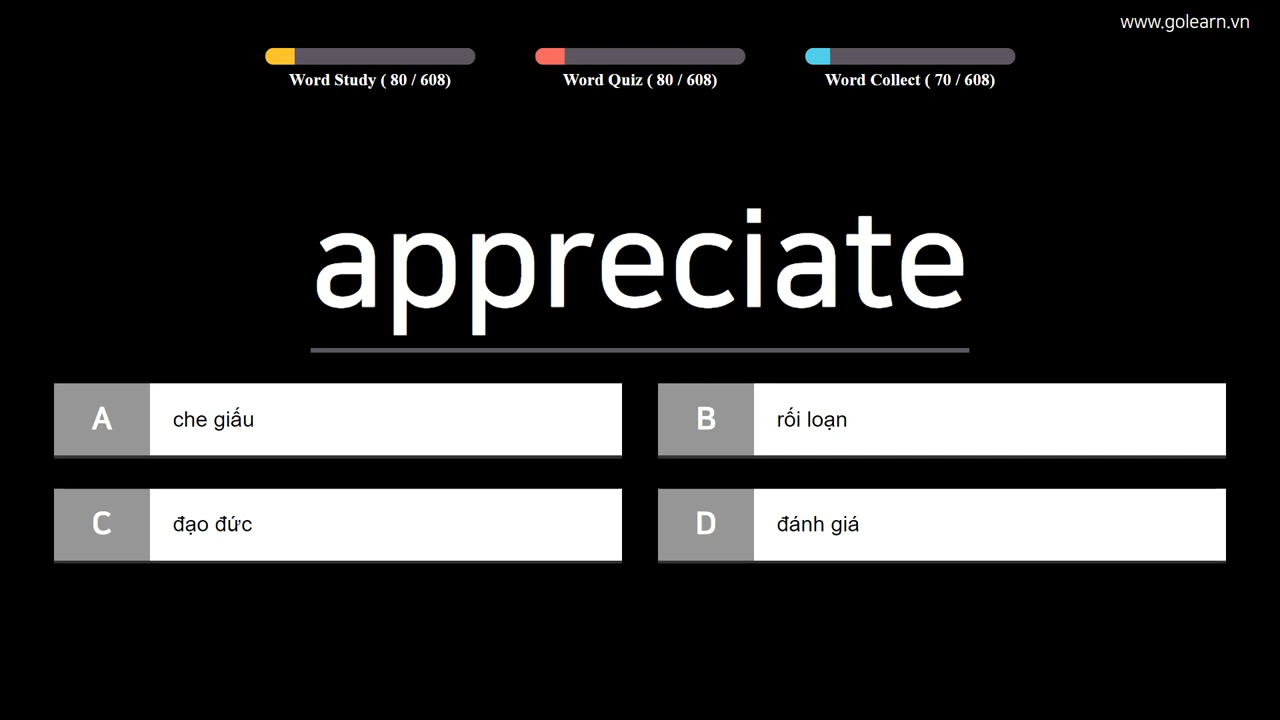 www.golearn.vn
Word Study ( 80 / 608)
Word Quiz ( 80 / 608)
Word Collect ( 70 / 608)
appreciate
A che giấu
B rối loạn
C đạo đức
D đánh giá